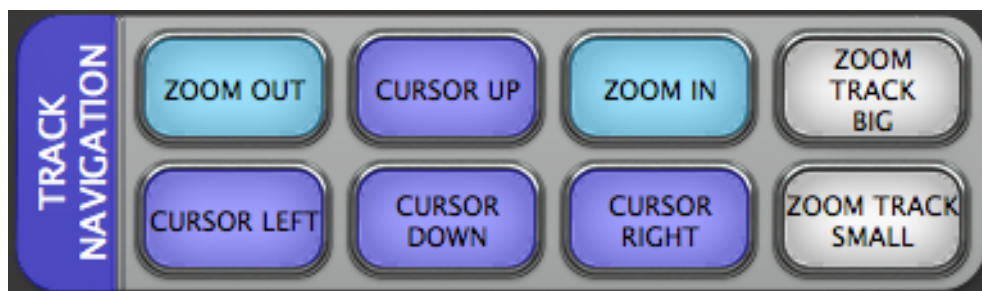 TRACK
NAVIGATION
ZOOM OUT
CURSOR UP
ZOOM IN
ZOOM
TRACK
BIG
CURSOR LEFT
CURSOR
DOWN
CURSOR
RIGHT
ZOOM TRACK
SMALL